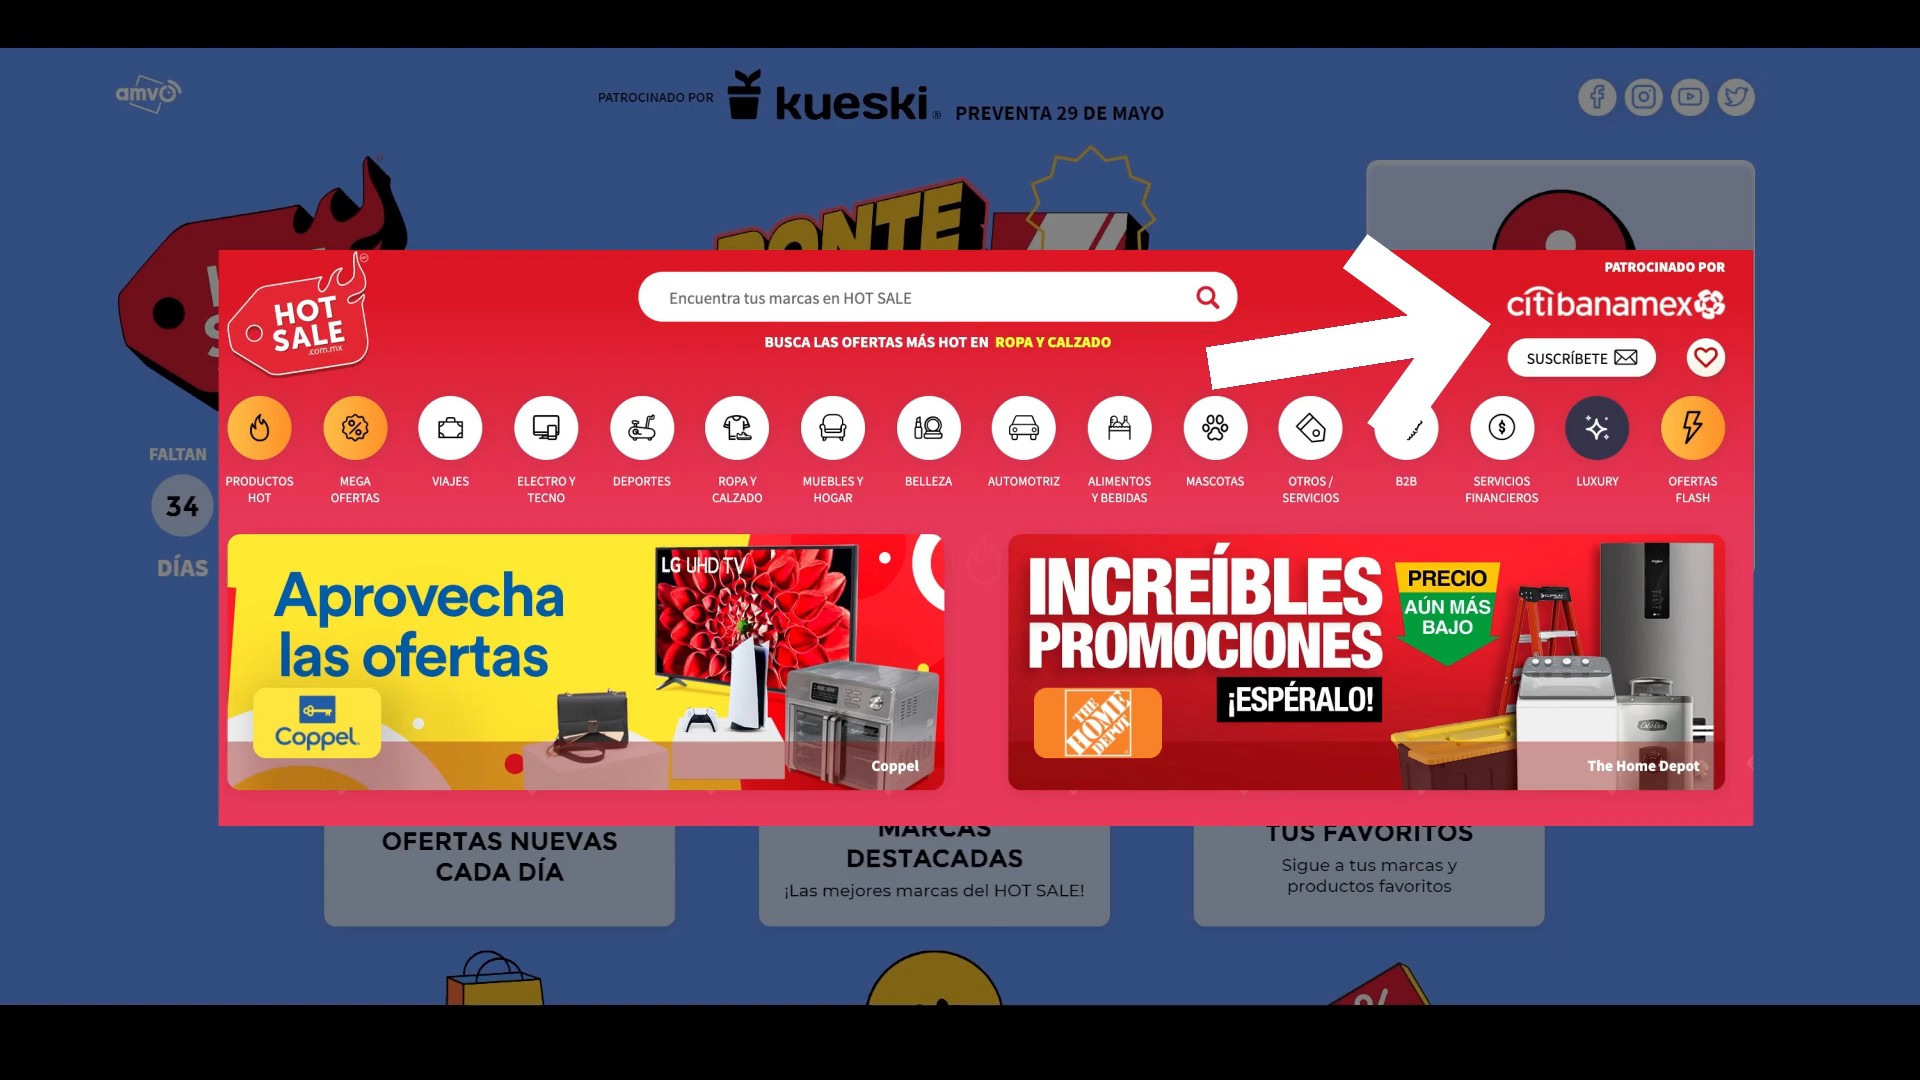 amvo
PATROCINADO POR
kueski®
PREVENTA 29 DE MAYO
PONTE
HOT
SALE
.com.mx
Encuentra tus marcas en HOT SALE
BUSCA LAS OFERTAS MÁS HOT EN ROPA Y CALZADO
PATROCINADO POR
citibanamex
SUSCRÍBETE
PRODUCTOS
HOT
MEGA
OFERTAS
VIAJES
ELECTRO Y
TECNO
DEPORTES
ROPA Y
CALZADO
MUEBLES Y
HOGAR
BELLEZA
AUTOMOTRIZ
ALIMENTOS
Y BEBIDAS
MASCOTAS
OTROS /
SERVICIOS
B2B
SERVICIOS
FINANCIEROS
LUXURY
OFERTAS
FLASH
FALTAN
34
DÍAS
Aprovecha
las ofertas
LG UHD TV
Coppel.
Coppel
INCREÍBLES
PROMOCIONES
¡ESPÉRALO!
PRECIO
AÚN MÁS
BAJO
THE
HOME
DEPOT
The Home Depot
OFERTAS NUEVAS
CADA DÍA
MARCAS
DESTACADAS
¡Las mejores marcas del HOT SALE!
TUS FAVORITOS
Sigue a tus marcas y
productos favoritos
%